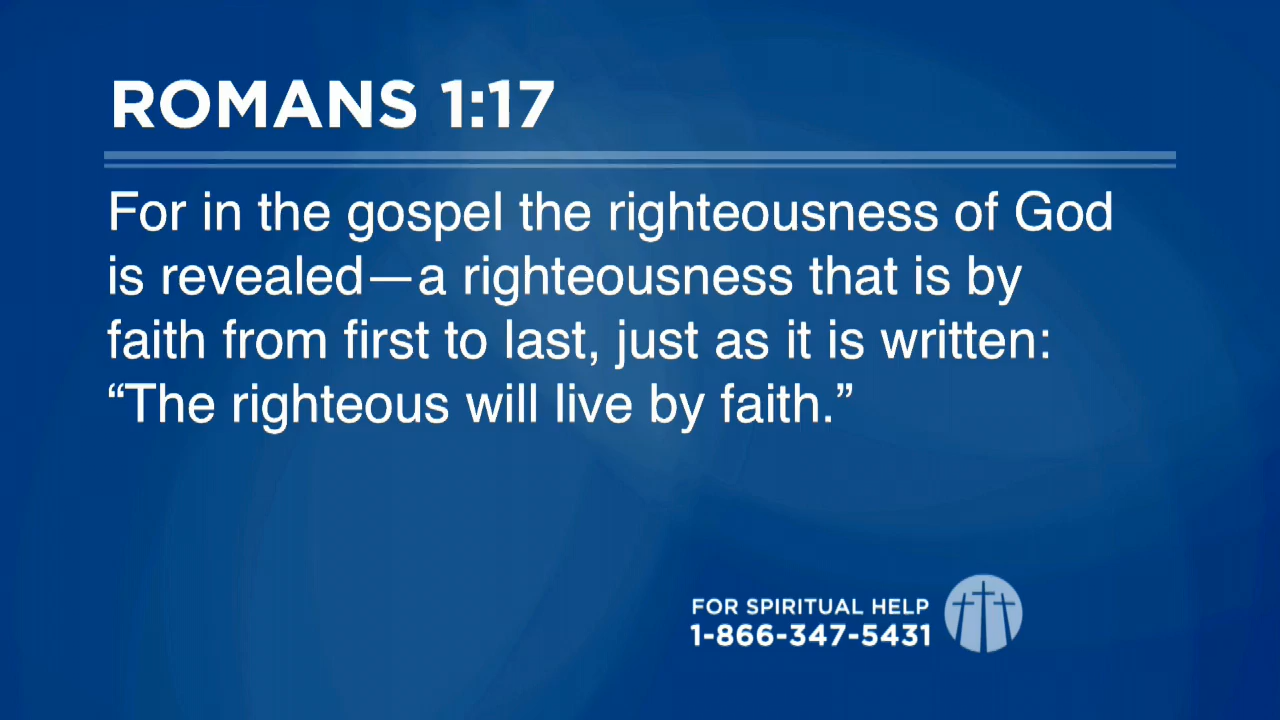 ROMANS 1:17
For in the gospel the righteousness of God
is revealed—a righteousness that is by
faith from first to last, just as it is written:
“The righteous will live by faith.”
FOR SPIRITUAL HELP
1-866-347-5431